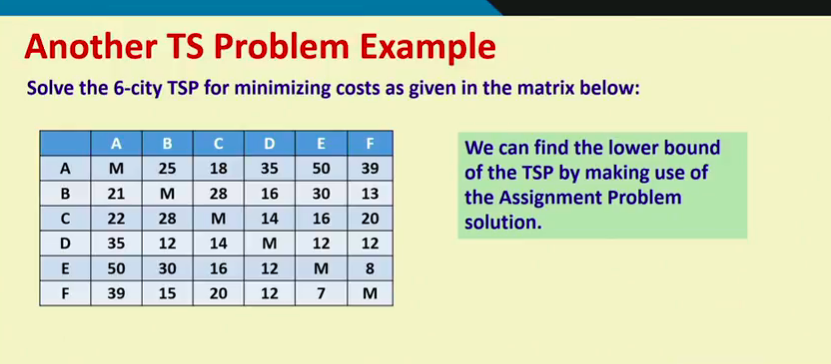 Another TS Problem Example
Solve the 6-city TSP for minimizing costs as given in the matrix below:
A B C D E F
A M 25 18 35 50 39
B 21 M 28 16 30 13
C 22 28 M 14 16 20
D 35 12 14 M 12 12
E 50 30 16 12 M 8
F 39 15 20 12 7 M
We can find the lower bound
of the TSP by making use of
the Assignment Problem
solution.